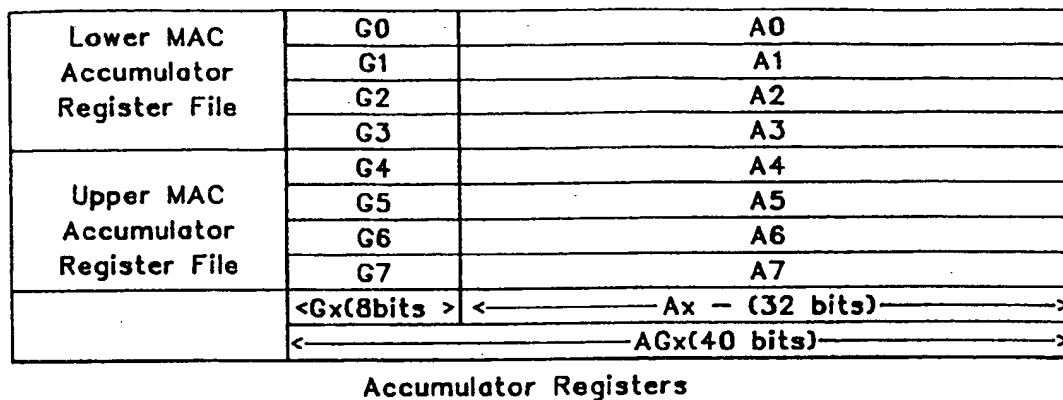 Lower MAC
Accumulator
Register File
G0 A0
G1 A1
G2 A2
G3 A3
Upper MAC
Accumulator
Register File
G4 A4
G5 A5
G6 A6
G7 A7
<Gx(8bits > <——— Ax — (32 bits)———>
<———AGx(40 bits)———>
Accumulator Registers